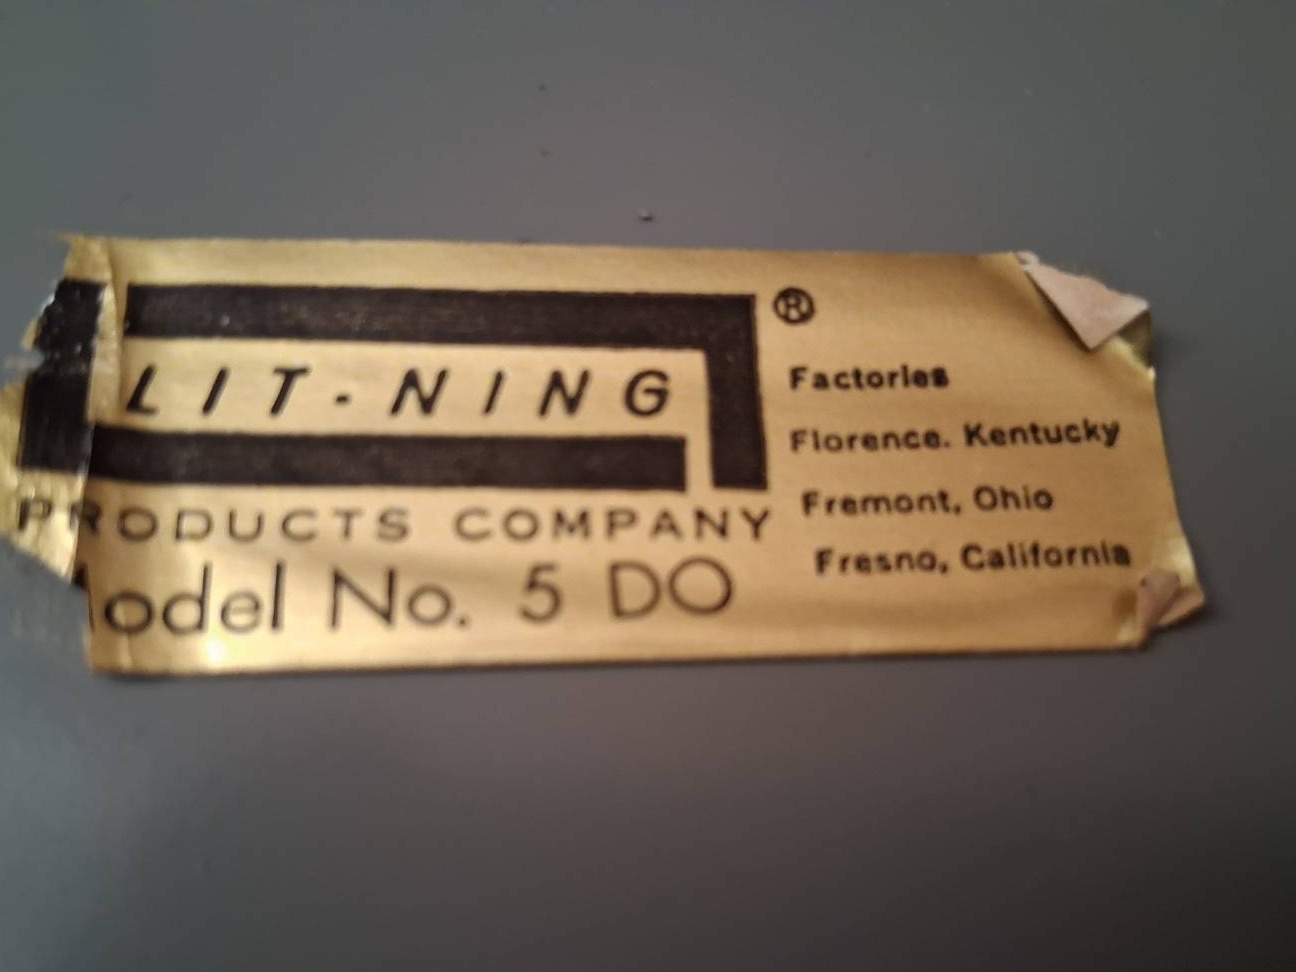 LIT-NING
PRODUCTS COMPANY
odel No. 5 DO
®
Factories
Florence. Kentucky
Fremont, Ohio
Fresno, California